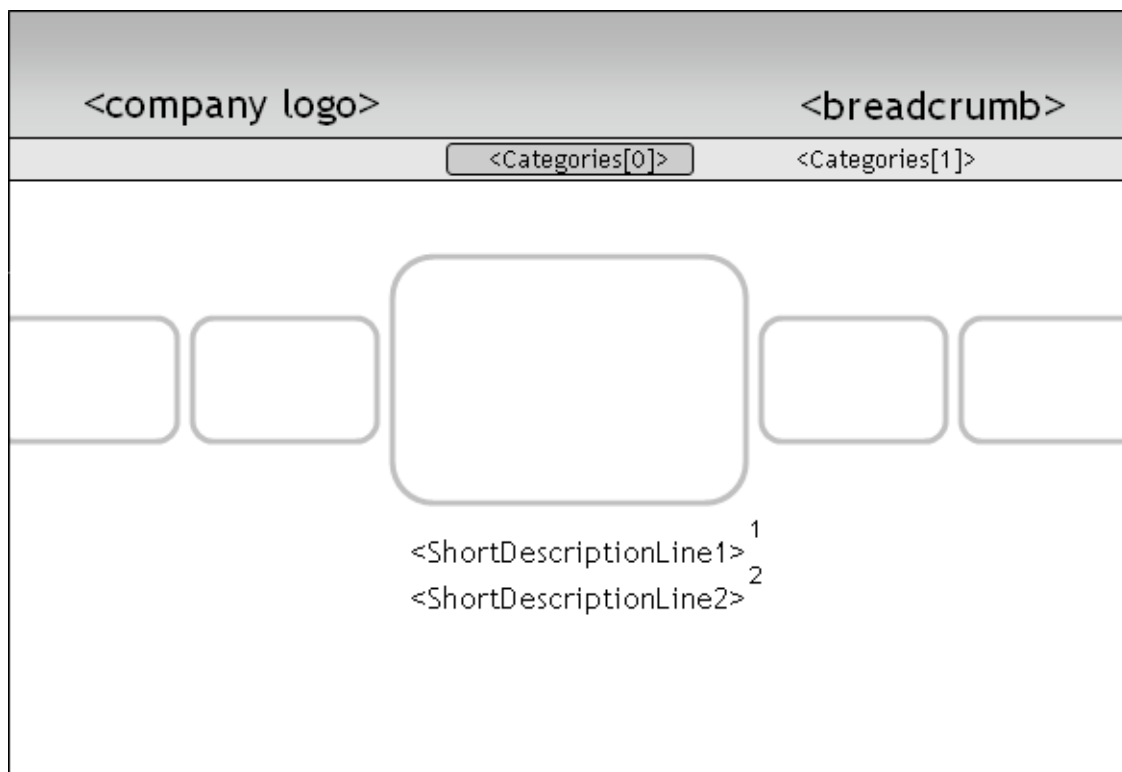 <company logo> <breadcrumb>
<Categories[0]> <Categories[1]>
<ShortDescriptionLine1>1
<ShortDescriptionLine2>2